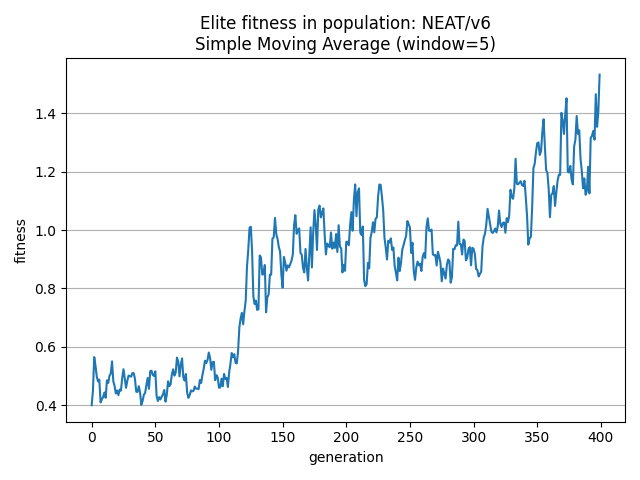 Elite fitness in population: NEAT/v6
Simple Moving Average (window=5)
fitness
1.4
1.2
1.0
0.8
0.6
0.4
0 50 100 150 200 250 300 350 400
generation